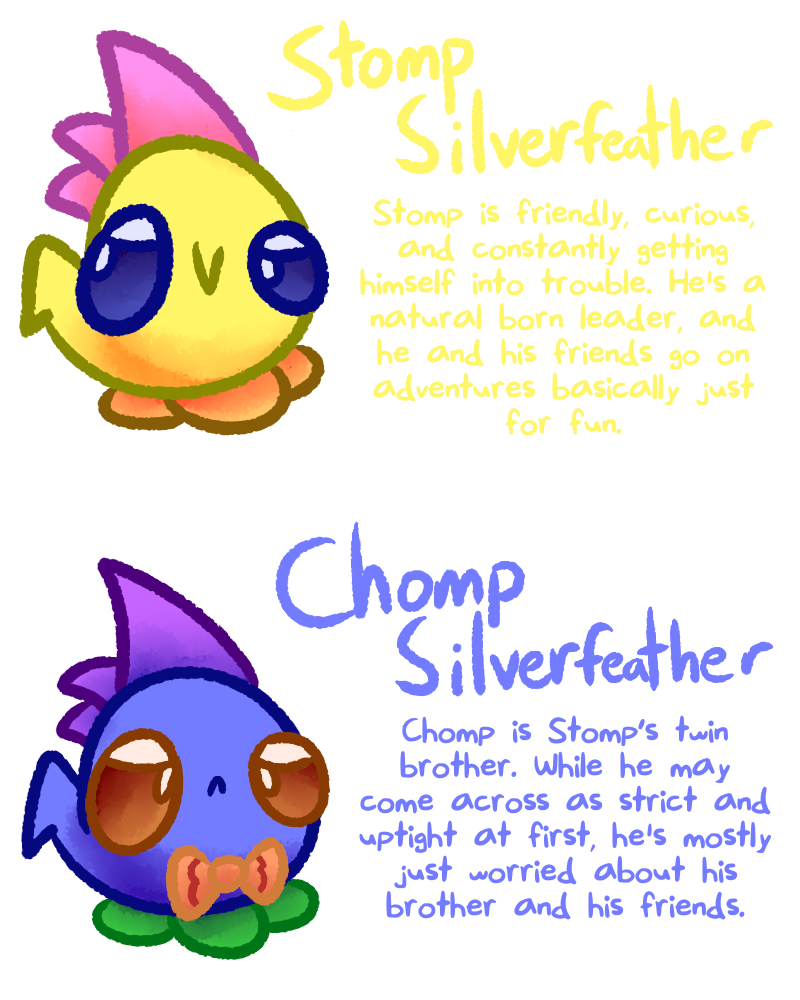 Stomp
Silverfeather
Stomp is friendly, curious,
and constantly getting
himself into trouble. He's a
natural born leader, and
he and his friends go on
adventures basically just
for fun.
Chomp
Silverfeather
Chomp is Stomp's twin
brother. While he may
come across as strict and
uptight at first, he's mostly
just worried about his
brother and his friends.